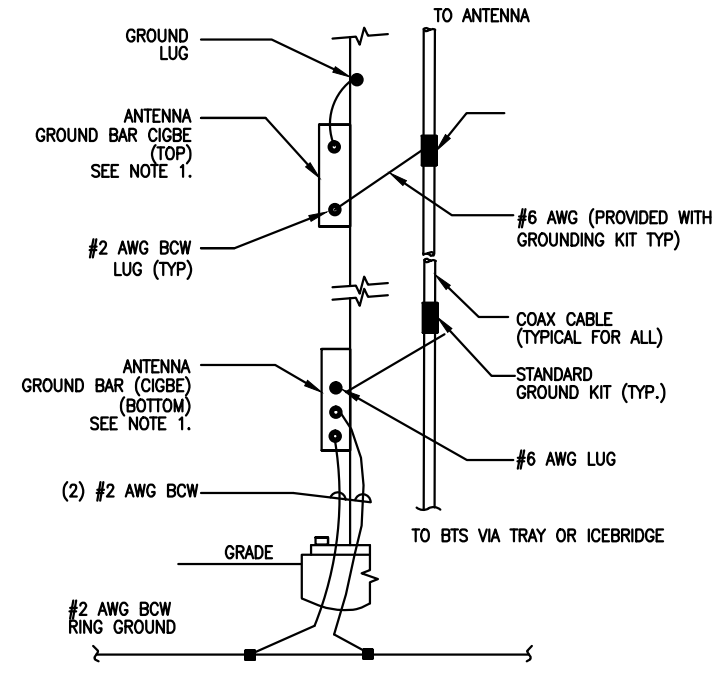 TO ANTENNA
GROUND
LUG
ANTENNA
GROUND BAR CIGBE
(TOP)
SEE NOTE 1.
#2 AWG BCW
LUG (TYP)
#6 AWG (PROVIDED WITH
GROUNDING KIT TYP)
COAX CABLE
(TYPICAL FOR ALL)
STANDARD
GROUND KIT (TYP.)
ANTENNA
GROUND BAR (CIGBE)
(BOTTOM)
SEE NOTE 1.
#6 AWG LUG
(2) #2 AWG BCW
TO BTS VIA TRAY OR ICEBRIDGE
GRADE
#2 AWG BCW
RING GROUND